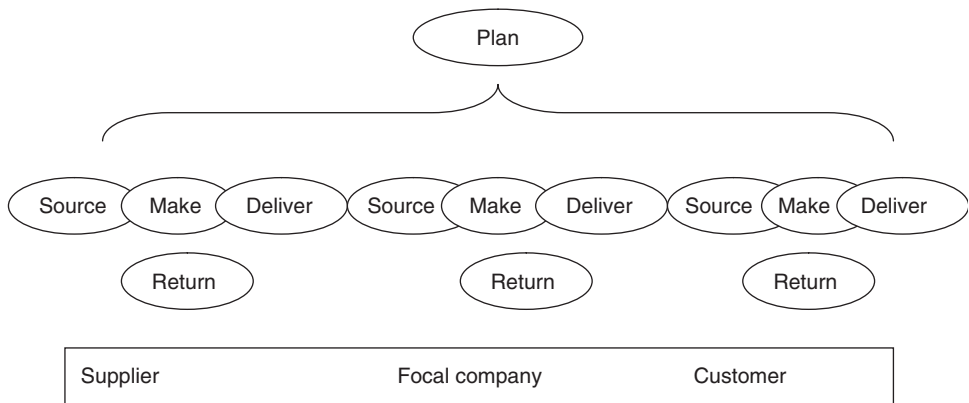 Plan
Source Make Deliver Source Make Deliver Source Make Deliver
Return Return Return
Supplier Focal company Customer